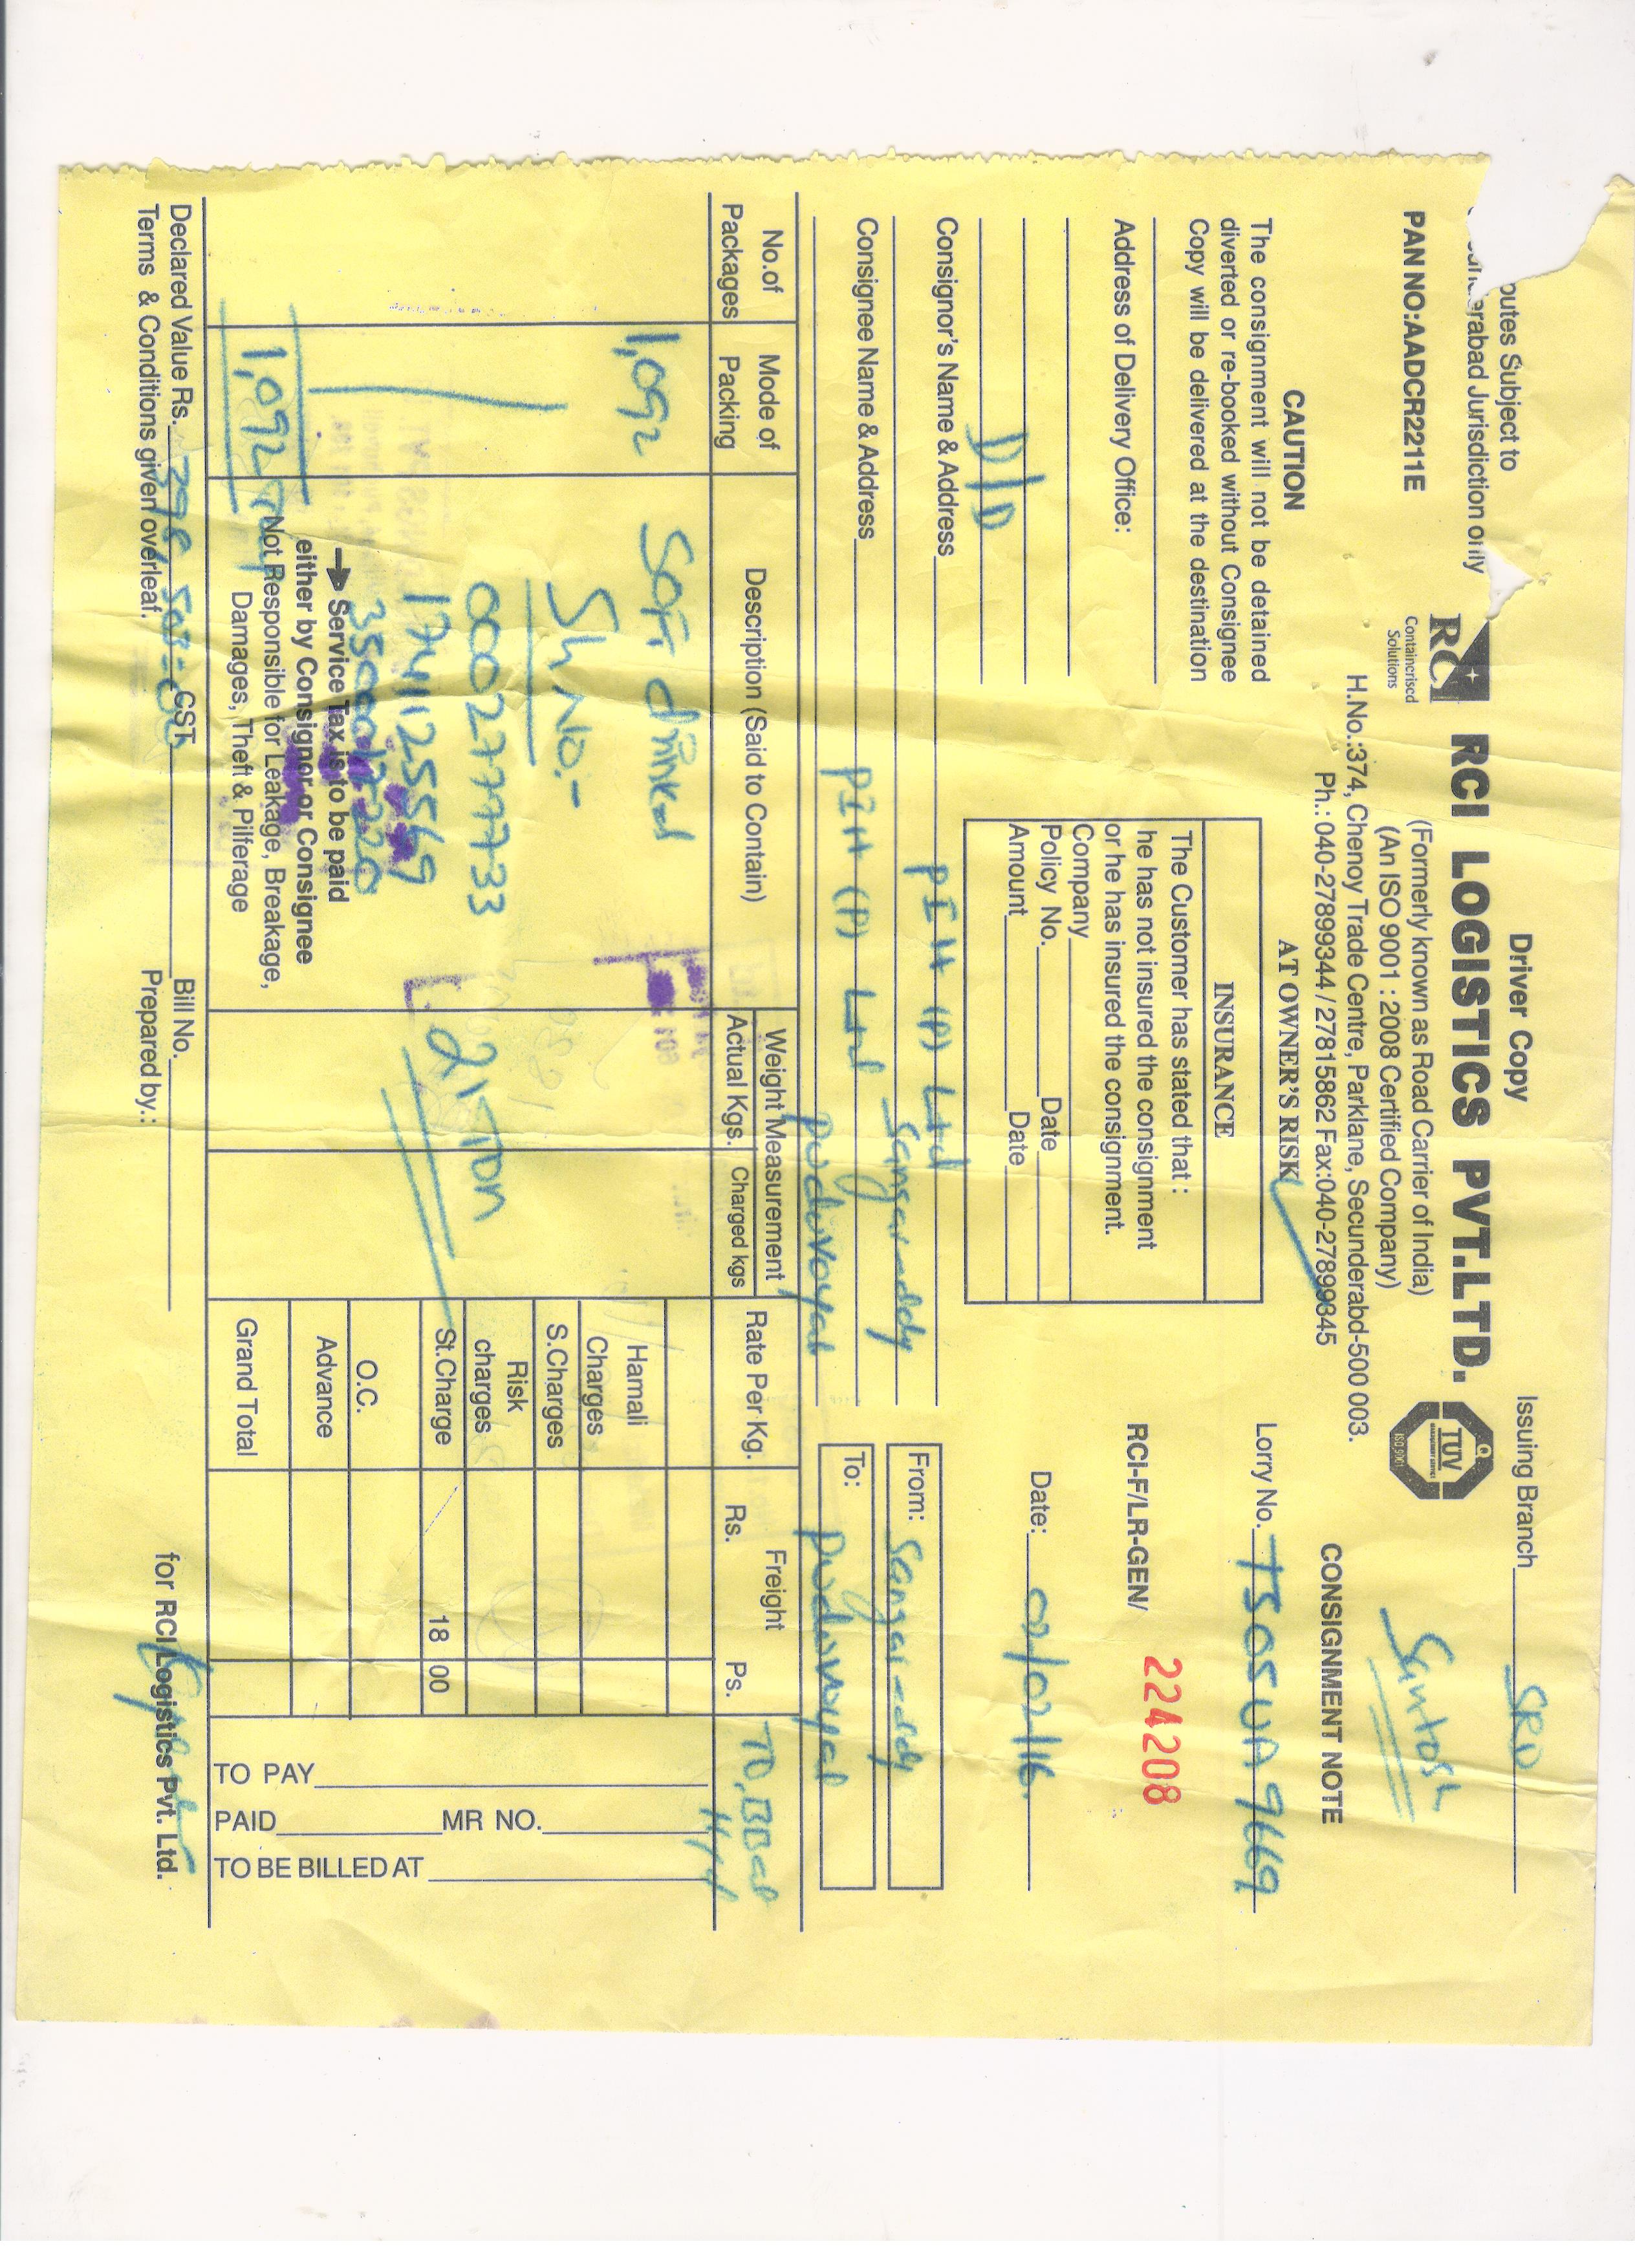 Driver Copy
Issuing Branch SRD
putes Subject to
erabad Jurisdiction only
RCI
Containerised
Solutions
RCI LOGISTICS PVT.LTD.
TUV
MANAGEMENT SERVICE
ISO 9001
Santosh
PAN NO:AADCR2211E
(Formerly known as Road Carrier of India)
(An ISO 9001 : 2008 Certified Company)
H.No.:374, Chenoy Trade Centre, Parklane, Secunderabd-500 003.
Ph.: 040-27899344 / 27815862 Fax:040-27899345
CONSIGNMENT NOTE
CAUTION
The consignment will not be detained
diverted or re-booked without Consignee
Copy will be delivered at the destination
AT OWNER'S RISK
INSURANCE
The Customer has stated that :
he has not insured the consignment
or he has insured the consignment.
Company
Policy No. Date
Amount Date
Lorry No. TS05UA9669
RCI-F/LR-GEN/ 224208
Date: 02/02/16.
Address of Delivery Office:
D/D
Consignor's Name & Address PIH (P) Ltd
Sangareddy
Consignee Name & Address PIH (P) Ltd
Puduvoyal
From: Sangareddy
To: Puduvoyal
No.of Packages
Mode of Packing
Description (Said to Contain)
Weight Measurement
Actual Kgs. Charged kgs
Rate Per Kg.
Freight
Rs. Ps.
1,092
Soft
Sh No:-
0002777733
1741125569
1,092
21 TON
Service Tax is to be paid
either by Consignor or Consignee
Not Responsible for Leakage, Breakage,
Damages, Theft & Pilferage
Hamali Charges
S.Charges
Risk charges
St.Charge 18 00
O.C.
Advance
Grand Total
TO PAY
PAID MR NO.
TO BE BILLED AT
Declared Value Rs. 398,503=00 CST Bill No.
Terms & Conditions given overleaf.
Prepared by.:
for RCI Logistics Pvt. Ltd.